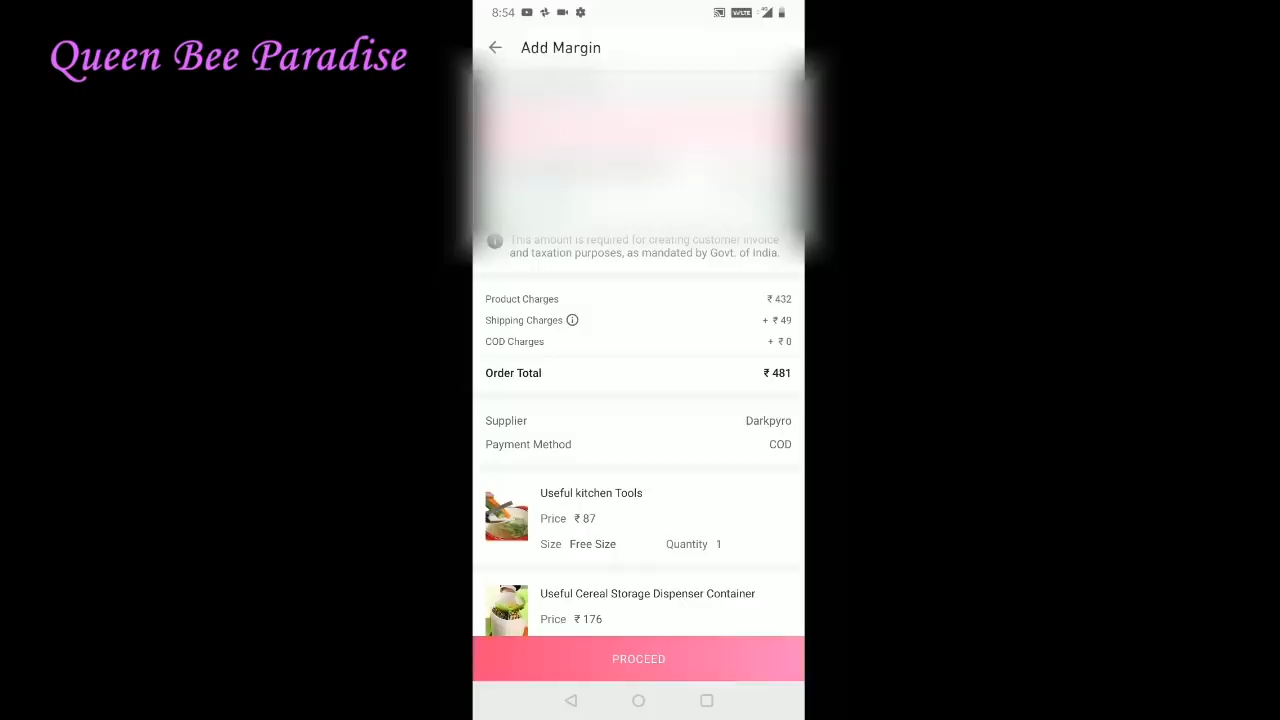 Queen Bee Paradise
8:54
VoLTE
4G
Add Margin
This amount is required for creating customer invoice
and taxation purposes, as mandated by Govt. of India.
Product Charges ₹ 432
Shipping Charges + ₹ 49
COD Charges + ₹ 0
Order Total ₹ 481
Supplier Darkpyro
Payment Method COD
Useful kitchen Tools
Price ₹ 87
Size Free Size Quantity 1
Useful Cereal Storage Dispenser Container
Price ₹ 176
PROCEED